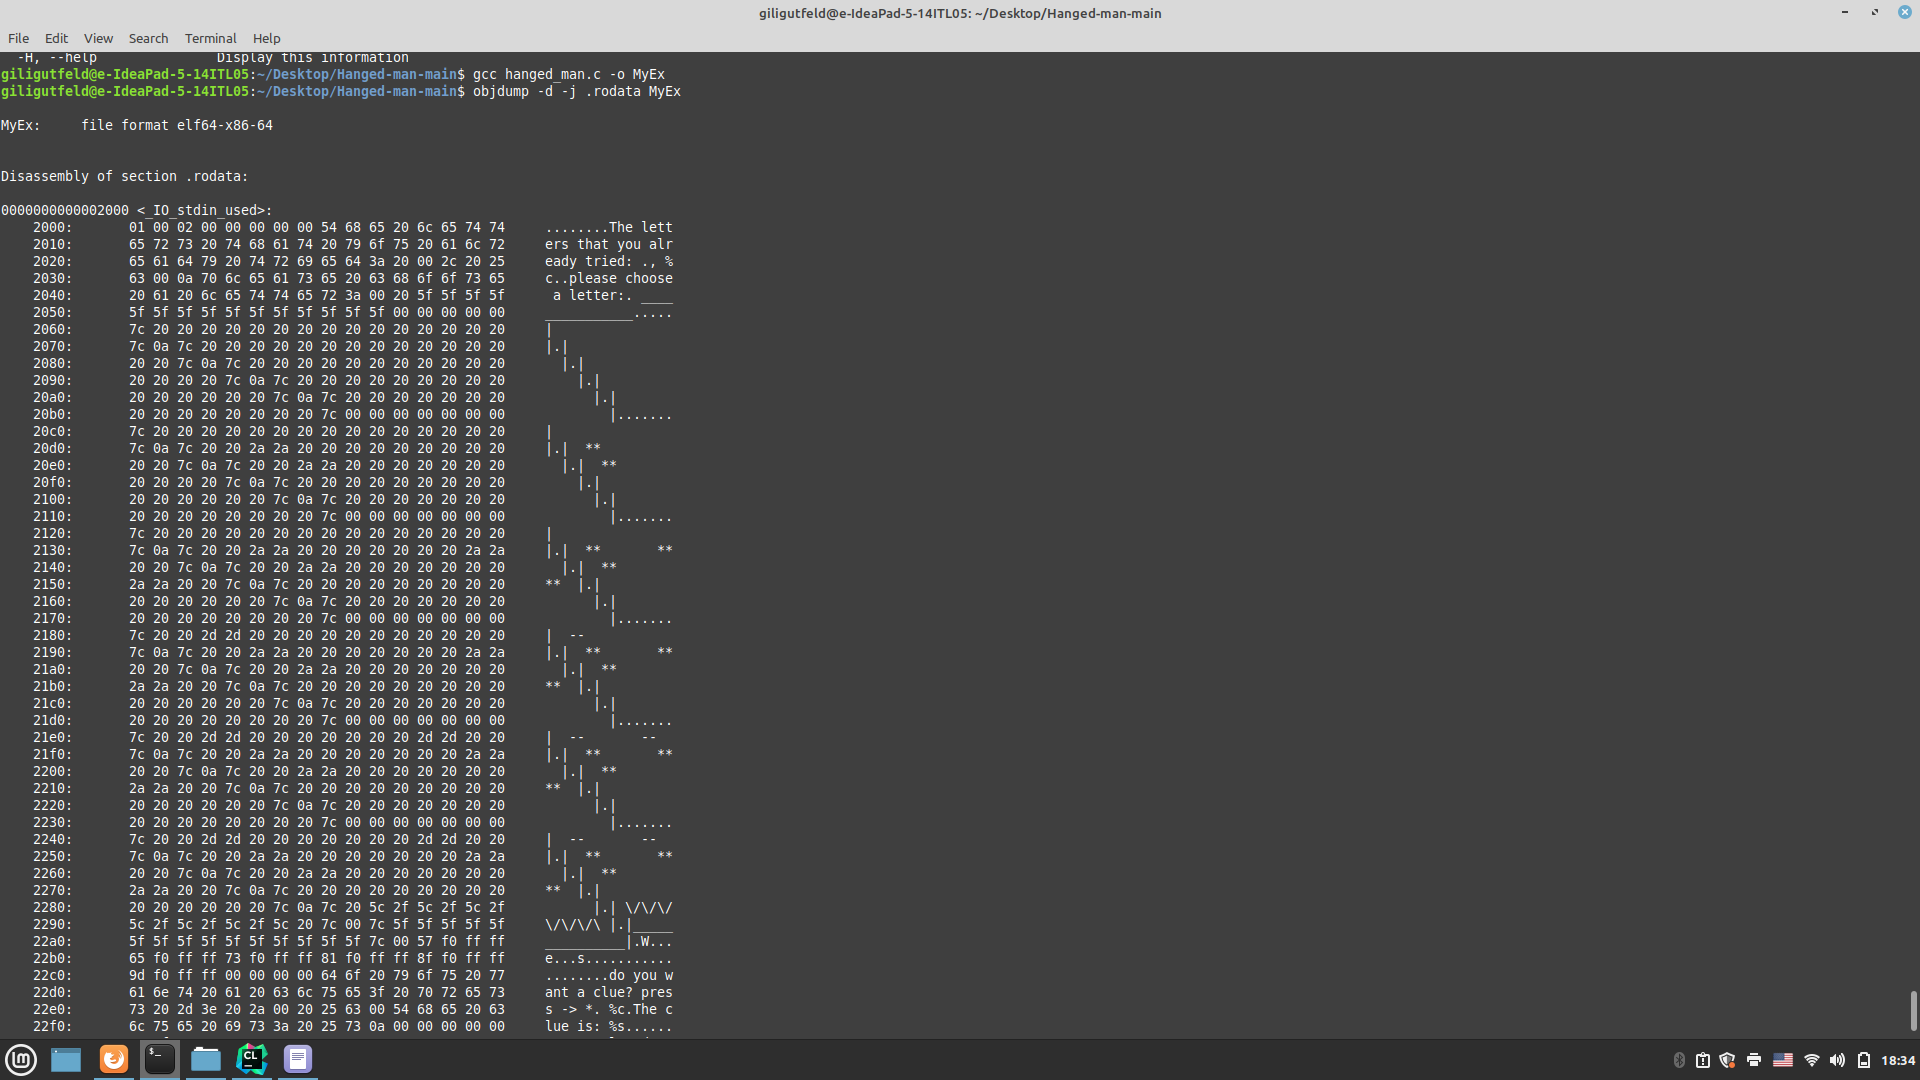 giligutfeld@e-IdeaPad-5-14ITL05: ~/Desktop/Hanged-man-main
File Edit View Search Terminal Help
-H, --help Display this information
giligutfeld@e-IdeaPad-5-14ITL05:~/Desktop/Hanged-man-main$ gcc hanged_man.c -o MyEx
giligutfeld@e-IdeaPad-5-14ITL05:~/Desktop/Hanged-man-main$ objdump -d -j .rodata MyEx
MyEx:     file format elf64-x86-64
Disassembly of section .rodata:
0000000000002000 <_IO_stdin_used>:
2000: 01 00 02 00 00 00 00 00 54 68 65 20 6c 65 74 74 ........The lett
2010: 65 72 73 20 74 68 61 74 20 79 6f 75 20 61 6c 72 ers that you alr
2020: 65 61 64 79 20 74 72 69 65 64 3a 20 00 2c 20 25 eady tried: ., %
2030: 63 00 0a 70 6c 65 61 73 65 20 63 68 6f 6f 73 65 c..please choose
2040: 20 61 20 6c 65 74 74 65 72 3a 00 20 5f 5f 5f 5f  a letter:. ____
2050: 5f 5f 5f 5f 5f 5f 5f 5f 5f 5f 5f 00 00 00 00 00 ___________.....
2060: 7c 20 20 20 20 20 20 20 20 20 20 20 20 20 20 20 |
2070: 7c 0a 7c 20 20 20 20 20 20 20 20 20 20 20 20 20 |.|
2080: 20 20 7c 0a 7c 20 20 20 20 20 20 20 20 20 20 20   |.|
2090: 20 20 20 20 7c 0a 7c 20 20 20 20 20 20 20 20 20     |.|
20a0: 20 20 20 20 20 20 7c 0a 7c 20 20 20 20 20 20 20       |.|
20b0: 20 20 20 20 20 20 20 20 7c 00 00 00 00 00 00 00         |.......
20c0: 7c 20 20 20 20 20 20 20 20 20 20 20 20 20 20 20 |
20d0: 7c 0a 7c 20 20 2a 2a 20 20 20 20 20 20 20 20 20 |.|  **
20e0: 20 20 7c 0a 7c 20 20 2a 2a 20 20 20 20 20 20 20   |.|  **
20f0: 20 20 20 20 7c 0a 7c 20 20 20 20 20 20 20 20 20     |.|
2100: 20 20 20 20 20 20 7c 0a 7c 20 20 20 20 20 20 20       |.|
2110: 20 20 20 20 20 20 20 20 7c 00 00 00 00 00 00 00         |.......
2120: 7c 20 20 20 20 20 20 20 20 20 20 20 20 20 20 20 |
2130: 7c 0a 7c 20 20 2a 2a 20 20 20 20 20 20 20 2a 2a |.|  **       **
2140: 20 20 7c 0a 7c 20 20 2a 2a 20 20 20 20 20 20 20   |.|  **
2150: 2a 2a 20 20 7c 0a 7c 20 20 20 20 20 20 20 20 20 **  |.|
2160: 20 20 20 20 20 20 7c 0a 7c 20 20 20 20 20 20 20       |.|
2170: 20 20 20 20 20 20 20 20 7c 00 00 00 00 00 00 00         |.......
2180: 7c 20 20 2d 2d 20 20 20 20 20 20 20 20 20 20 20 |  --
2190: 7c 0a 7c 20 20 2a 2a 20 20 20 20 20 20 20 2a 2a |.|  **       **
21a0: 20 20 7c 0a 7c 20 20 2a 2a 20 20 20 20 20 20 20   |.|  **
21b0: 2a 2a 20 20 7c 0a 7c 20 20 20 20 20 20 20 20 20 **  |.|
21c0: 20 20 20 20 20 20 7c 0a 7c 20 20 20 20 20 20 20       |.|
21d0: 20 20 20 20 20 20 20 20 7c 00 00 00 00 00 00 00         |.......
21e0: 7c 20 20 2d 2d 20 20 20 20 20 20 20 2d 2d 20 20 |  --       --
21f0: 7c 0a 7c 20 20 2a 2a 20 20 20 20 20 20 20 2a 2a |.|  **       **
2200: 20 20 7c 0a 7c 20 20 2a 2a 20 20 20 20 20 20 20   |.|  **
2210: 2a 2a 20 20 7c 0a 7c 20 20 20 20 20 20 20 20 20 **  |.|
2220: 20 20 20 20 20 20 7c 0a 7c 20 20 20 20 20 20 20       |.|
2230: 20 20 20 20 20 20 20 20 7c 00 00 00 00 00 00 00         |.......
2240: 7c 20 20 2d 2d 20 20 20 20 20 20 20 2d 2d 20 20 |  --       --
2250: 7c 0a 7c 20 20 2a 2a 20 20 20 20 20 20 20 2a 2a |.|  **       **
2260: 20 20 7c 0a 7c 20 20 2a 2a 20 20 20 20 20 20 20   |.|  **
2270: 2a 2a 20 20 7c 0a 7c 20 20 20 20 20 20 20 20 20 **  |.|
2280: 20 20 20 20 20 20 7c 0a 7c 20 5c 2f 5c 2f 5c 2f       |.| \/\/\/
2290: 5c 2f 5c 2f 5c 2f 5c 20 7c 00 7c 5f 5f 5f 5f 5f \/\/\/\ |.|_____
22a0: 5f 5f 5f 5f 5f 5f 5f 5f 5f 5f 7c 00 57 f0 ff ff __________|.W...
22b0: 65 f0 ff ff 73 f0 ff ff 81 f0 ff ff 8f f0 ff ff e...s...........
22c0: 9d f0 ff ff 00 00 00 00 64 6f 20 79 6f 75 20 77 ........do you w
22d0: 61 6e 74 20 61 20 63 6c 75 65 3f 20 70 72 65 73 ant a clue? pres
22e0: 73 20 2d 3e 20 2a 00 20 25 63 00 54 68 65 20 63 s -> *. %c.The c
22f0: 6c 75 65 20 69 73 3a 20 25 73 0a 00 00 00 00 00 lue is: %s......
18:34